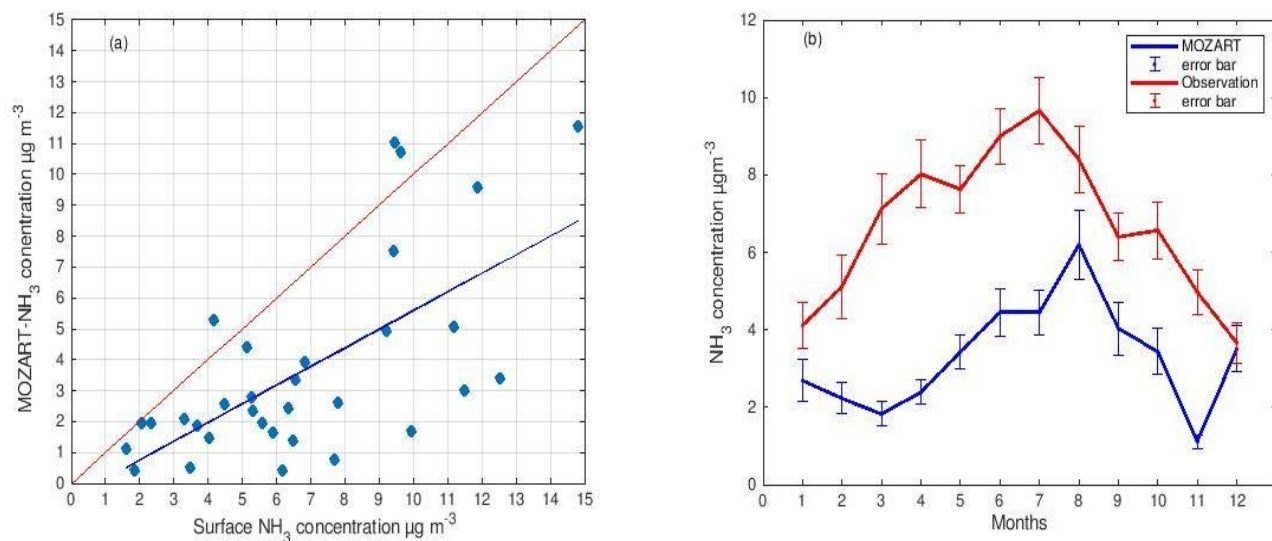 (a)
MOZART-NH3 concentration µg m-3
15
14
13
12
11
10
9
8
7
6
5
4
3
2
1
0
0 1 2 3 4 5 6 7 8 9 10 11 12 13 14 15
Surface NH3 concentration µg m-3
(b)
MOZART
error bar
Observation
error bar
NH3 concentration µgm-3
12
10
8
6
4
2
0
0 1 2 3 4 5 6 7 8 9 10 11 12
Months